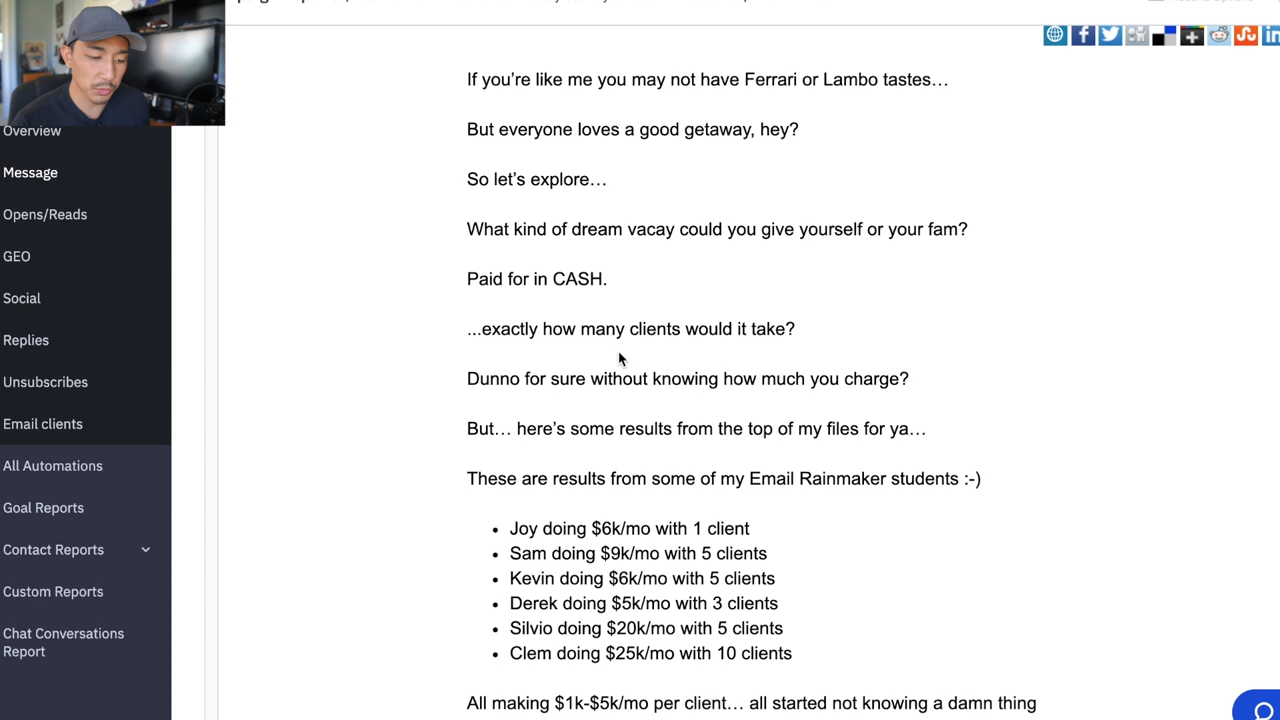 If you’re like me you may not have Ferrari or Lambo tastes…
But everyone loves a good getaway, hey?
So let’s explore…
What kind of dream vacay could you give yourself or your fam?
Paid for in CASH.
...exactly how many clients would it take?
Dunno for sure without knowing how much you charge?
But… here’s some results from the top of my files for ya…
These are results from some of my Email Rainmaker students :-)
• Joy doing $6k/mo with 1 client
• Sam doing $9k/mo with 5 clients
• Kevin doing $6k/mo with 5 clients
• Derek doing $5k/mo with 3 clients
• Silvio doing $20k/mo with 5 clients
• Clem doing $25k/mo with 10 clients
All making $1k-$5k/mo per client… all started not knowing a damn thing
Overview
Message
Opens/Reads
GEO
Social
Replies
Unsubscribes
Email clients
All Automations
Goal Reports
Contact Reports
Custom Reports
Chat Conversations
Report